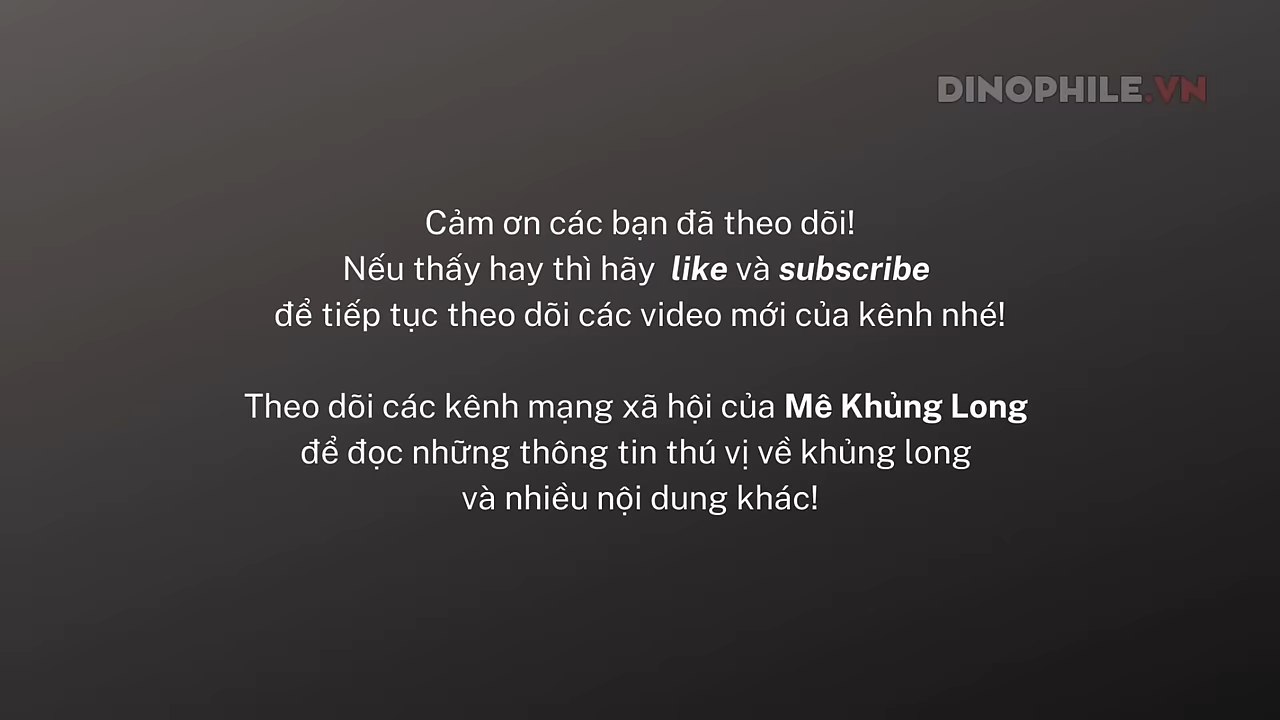 DINOPHILE.VN
Cảm ơn các bạn đã theo dõi!
Nếu thấy hay thì hãy like và subscribe
để tiếp tục theo dõi các video mới của kênh nhé!
Theo dõi các kênh mạng xã hội của Mê Khủng Long
để đọc những thông tin thú vị về khủng long
và nhiều nội dung khác!